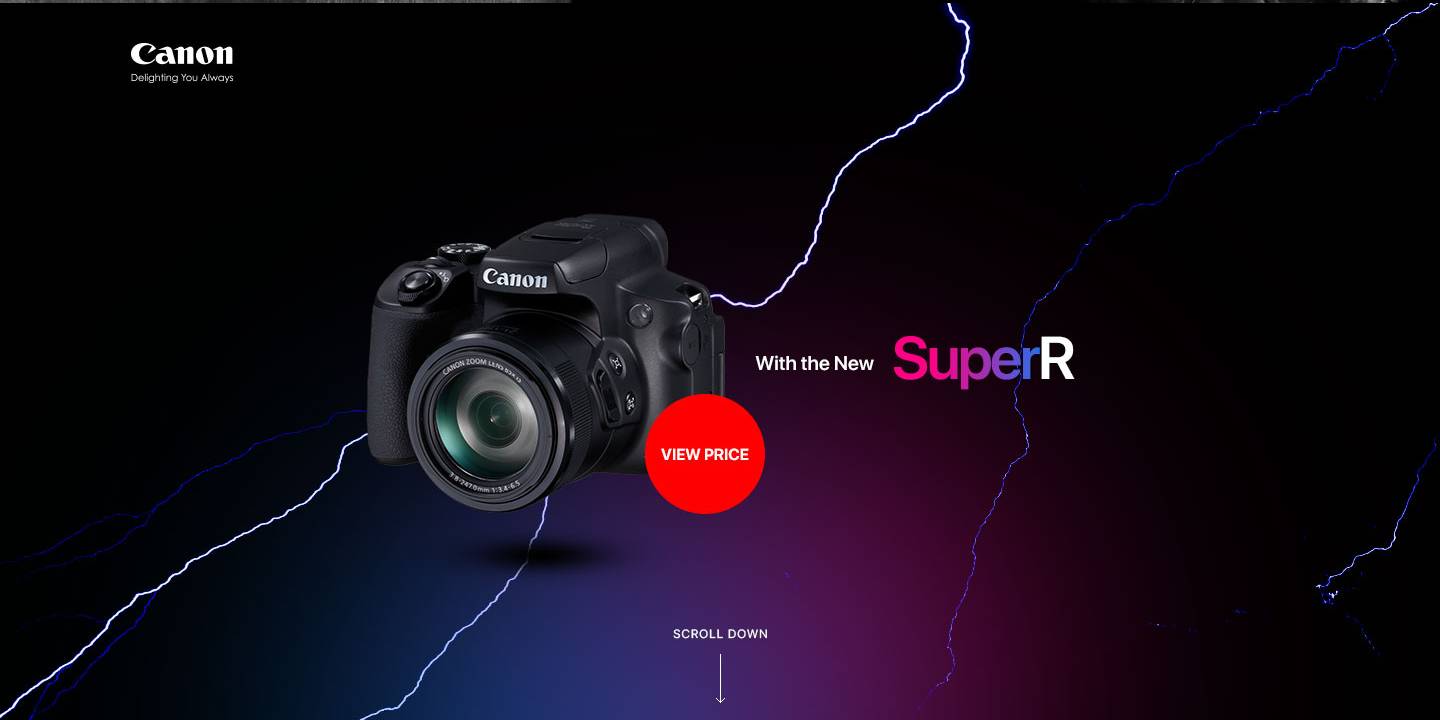 Canon
Delighting You Always
Canon
CANON ZOOM LENS
With the New SuperR
VIEW PRICE
SCROLL DOWN